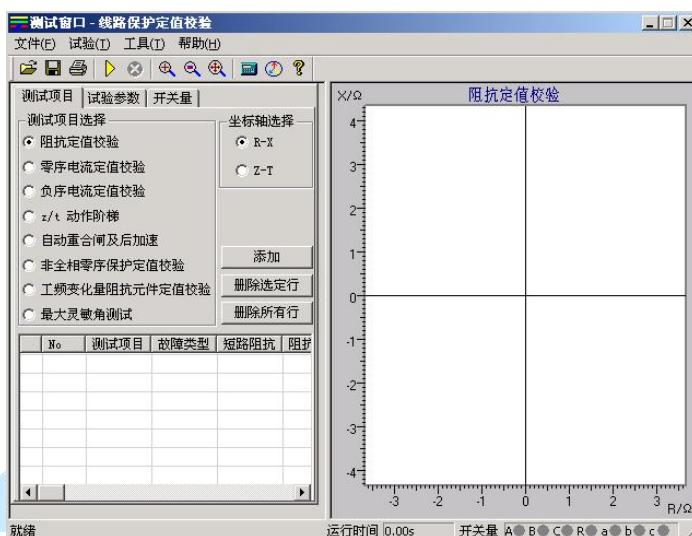 测试窗口 - 线路保护定值校验
文件(F) 试验(T) 工具(T) 帮助(H)
测试项目 试验参数 开关量
测试项目选择
阻抗定值校验
零序电流定值校验
负序电流定值校验
z/t 动作阶梯
自动重合闸及后加速
非全相零序保护定值校验
工频变化量阻抗元件定值校验
最大灵敏角测试
坐标轴选择
R-X
Z-T
添加
删除选定行
删除所有行
No 测试项目 故障类型 短路阻抗
X/Ω 阻抗定值校验
4
3
2
1
0
-1
-2
-3
-4
-3 -2 -1 0 1 2 3 R/Ω
就绪 运行时间 0.00s 开关量 A B C R a b c